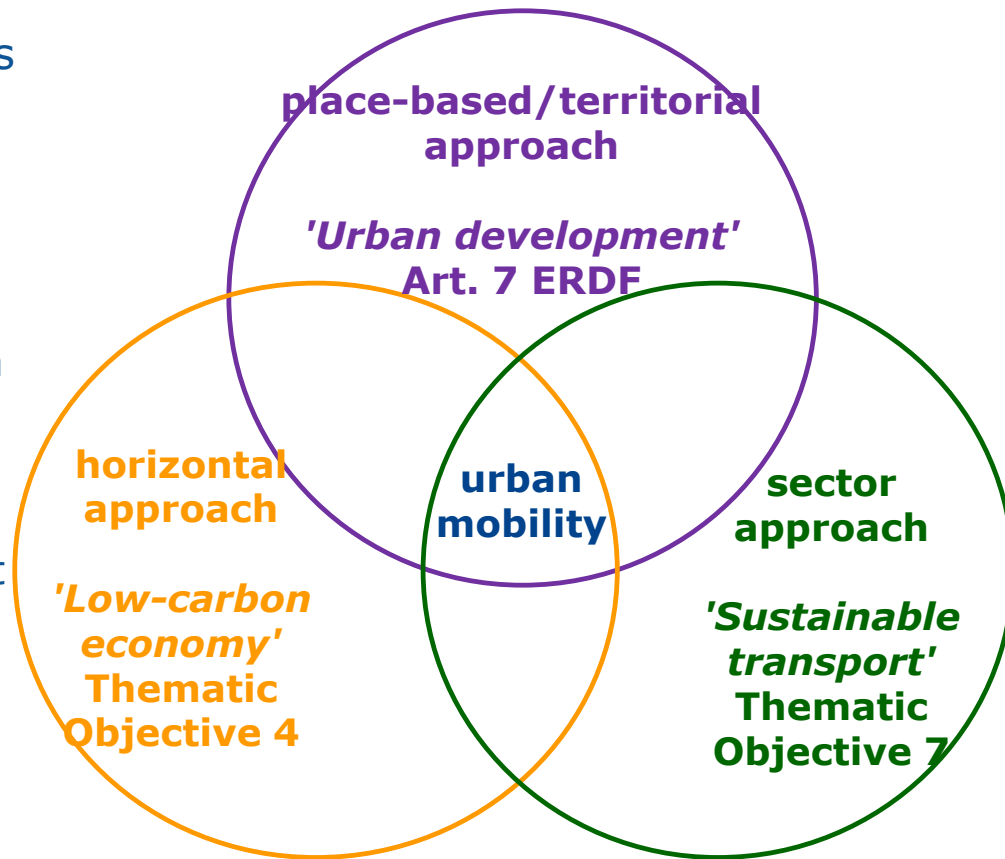 s
place-based/territorial
approach
'Urban development'
Art. 7 ERDF
horizontal
approach
'Low-carbon
economy'
Thematic
Objective 4
urban
mobility
sector
approach
'Sustainable
transport'
Thematic
Objective 7